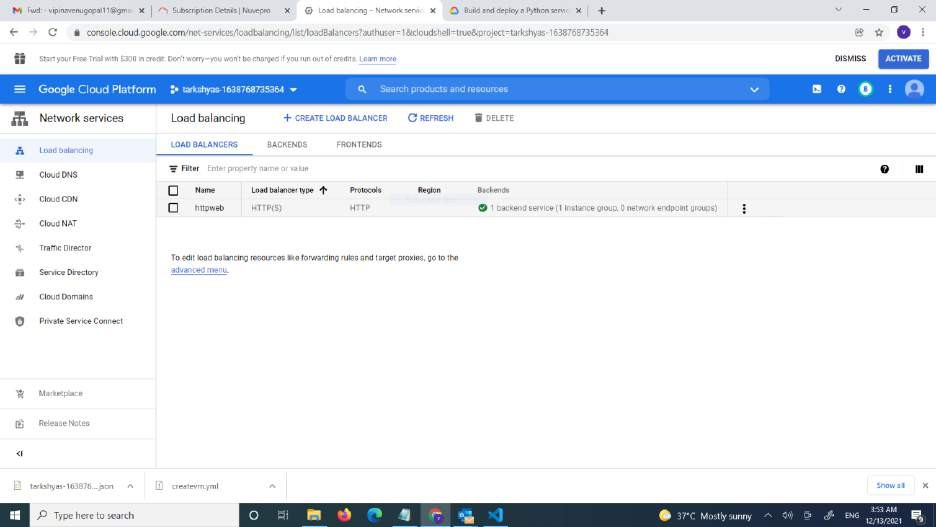 Fwd: - vipinavenugopal11@gma
Subscription Details | Nuvepro
Load balancing – Network servic
Build and deploy a Python servic
console.cloud.google.com/net-services/loadbalancing/list/loadBalancers?authuser=1&cloudshell=true&project=tarkshyas-1638768735364
Start your Free Trial with $300 in credit. Don't worry—you won't be charged if you run out of credits. Learn more
DISMISS
ACTIVATE
Google Cloud Platform
tarkshyas-1638768735364
Search products and resources
Network services
Load balancing
CREATE LOAD BALANCER
REFRESH
DELETE
Load balancing
LOAD BALANCERS
BACKENDS
FRONTENDS
Cloud DNS
Filter Enter property name or value
Cloud CDN
Name
Load balancer type
Protocols
Region
Backends
httpweb
HTTP(S)
HTTP
1 backend service (1 instance group, 0 network endpoint groups)
Cloud NAT
Traffic Director
To edit load balancing resources like forwarding rules and target proxies, go to the
advanced menu.
Service Directory
Cloud Domains
Private Service Connect
Marketplace
Release Notes
tarkshyas-163876....json
createvm.yml
Show all
Type here to search
37°C Mostly sunny
ENG
3:53 AM
12/13/2021
9